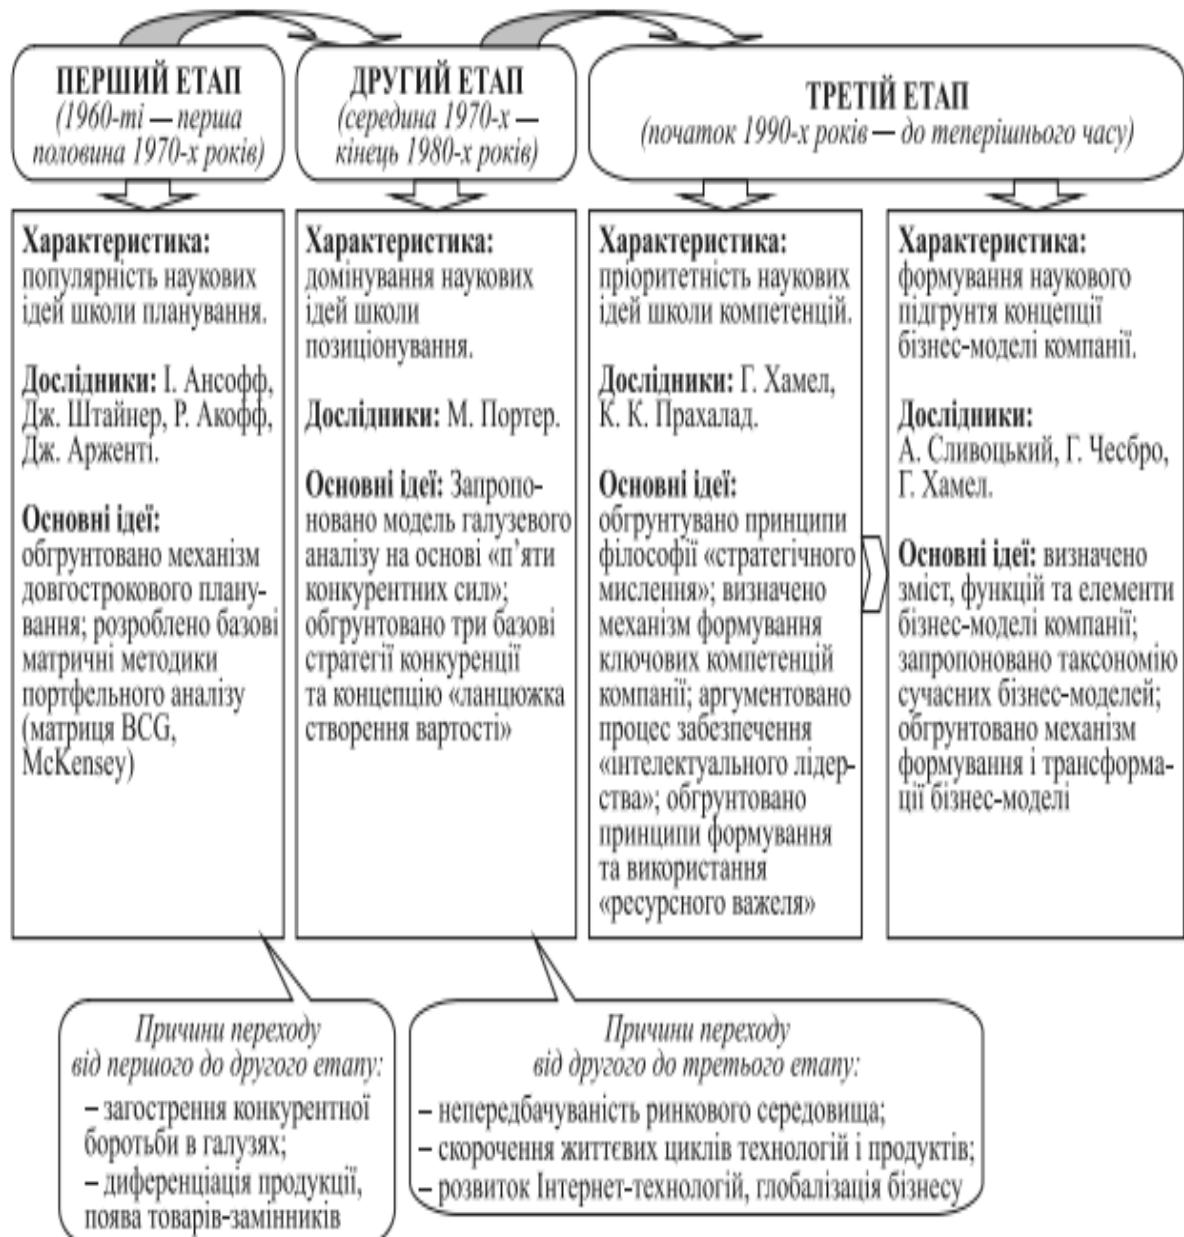 ПЕРШИЙ ЕТАП
(1960-ті — перша
половина 1970-х років)
ДРУГИЙ ЕТАП
(середина 1970-х —
кінець 1980-х років)
ТРЕТІЙ ЕТАП
(початок 1990-х років — до теперішнього часу)
Характеристика:
популярність наукових
ідей школи планування.
Дослідники: І. Ансофф,
Дж. Штайнер, Р. Акофф,
Дж. Арженті.
Основні ідеї:
обгрунтовано механізм
довгострокового плану-
вання; розроблено базові
матричні методики
портфельного аналізу
(матриця BCG,
McKensey)
Характеристика:
домінування наукових
ідей школи
позиціонування.
Дослідники: М. Портер.
Основні ідеї: Запропо-
новано модель галузевого
аналізу на основі «п’яти
конкурентних сил»;
обгрунтовано три базові
стратегії конкуренції
та концепцію «ланцюжка
створення вартості»
Характеристика:
пріоритетність наукових
ідей школи компетенцій.
Дослідники: Г. Хамел,
К. К. Прахалад.
Основні ідеї:
обгрунтувано принципи
філософії «стратегічного
мислення»; визначено
механізм формування
ключових компетенцій
компанії; аргументовано
процес забезпечення
«інтелектуального лідер-
ства»; обгрунтовано
принципи формування
та використання
«ресурсного важеля»
Характеристика:
формування наукового
підгрунтя концепції
бізнес-моделі компанії.
Дослідники:
А. Сливоцький, Г. Чесбро,
Г. Хамел.
Основні ідеї: визначено
зміст, функцій та елементи
бізнес-моделі компанії;
запропоновано таксономію
сучасних бізнес-моделей;
обгрунтовано механізм
формування і трансформа-
ції бізнес-моделі
Причини переходу
від першого до другого етапу:
– загострення конкурентної
боротьби в галузях;
– диференціація продукції,
поява товарів-замінників
Причини переходу
від другого до третього етапу:
– непередбачуваність ринкового середовища;
– скорочення життєвих циклів технологій і продуктів;
– розвиток Інтернет-технологій, глобалізація бізнесу